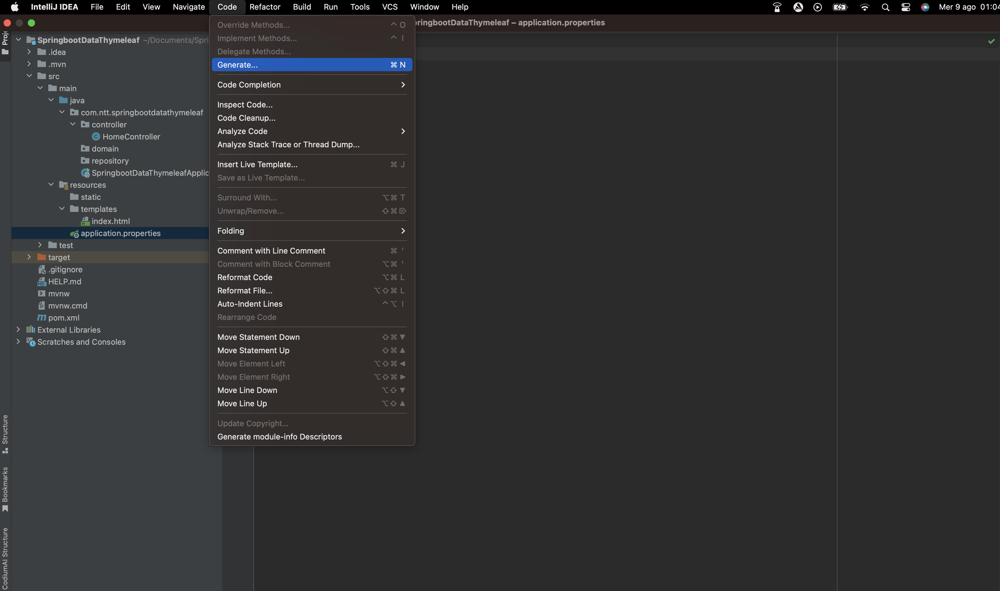 IntelliJ IDEA File Edit View Navigate Code Refactor Build Run Tools VCS Window Help Mer 9 ago 01:04
ringbootDataThymeleaf – application.properties
SpringbootDataThymeleaf ~/Documents/Spri
.idea
.mvn
src
main
java
com.ntt.springbootdatathymeleaf
controller
HomeController
domain
repository
SpringbootDataThymeleafApplic
resources
static
templates
index.html
application.properties
test
target
.gitignore
HELP.md
mvnw
mvnw.cmd
pom.xml
External Libraries
Scratches and Consoles
Proje
Structure
Bookmarks
CodiumAI Structure
Override Methods... ^ O
Implement Methods... ^ I
Delegate Methods...
Generate... ⌘ N
Code Completion
Inspect Code...
Code Cleanup...
Analyze Code
Analyze Stack Trace or Thread Dump...
Insert Live Template... ⌘ J
Save as Live Template...
Surround With... ⌥⌘ T
Unwrap/Remove... ⇧⌘⌦
Folding
Comment with Line Comment ⌘ '
Comment with Block Comment ⌥⌘ '
Reformat Code ⌥⌘ L
Reformat File... ⌥⇧⌘ L
Auto-Indent Lines ^⌥ I
Rearrange Code
Move Statement Down ⇧⌘▼
Move Statement Up ⇧⌘▲
Move Element Left ⌥⇧⌘◀
Move Element Right ⌥⇧⌘▶
Move Line Down ⌥⇧▼
Move Line Up ⌥⇧▲
Update Copyright...
Generate module-info Descriptors